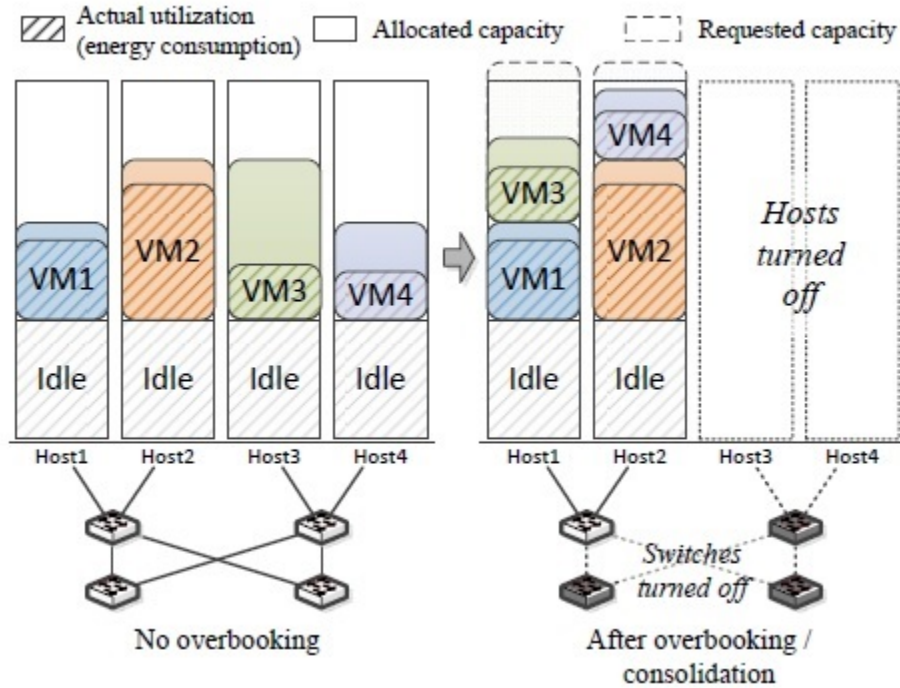 Actual utilization
(energy consumption)
Allocated capacity
Requested capacity
VM1
VM2
VM3
VM4
Idle
Idle
Idle
Idle
Host1
Host2
Host3
Host4
No overbooking
VM3
VM4
VM1
VM2
Hosts
turned
off
Idle
Idle
Host1
Host2
Host3
Host4
Switches
turned off
After overbooking /
consolidation